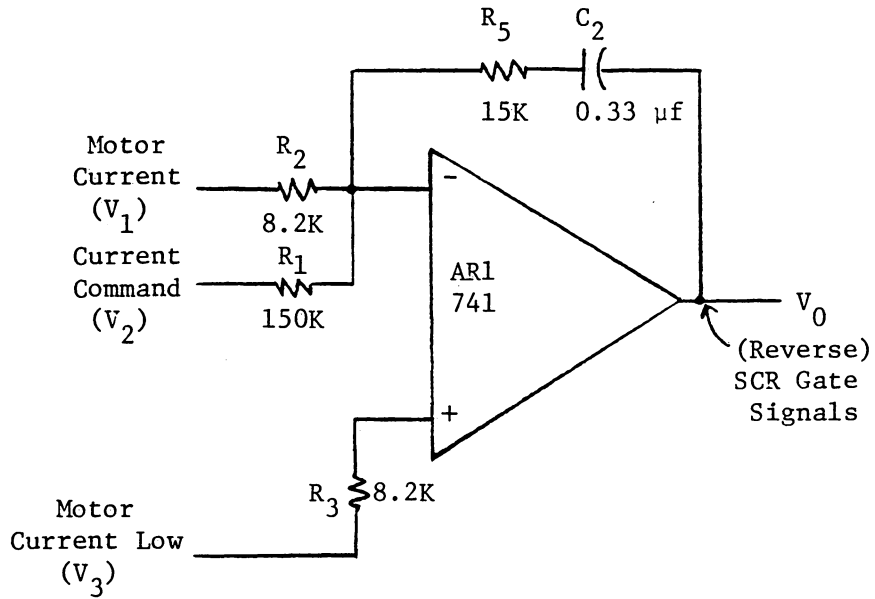 R5
C2
15K
0.33 μf
Motor
Current
(V1)
R2
8.2K
Current
Command
(V2)
R1
150K
−
AR1
741
+
V0
(Reverse)
SCR Gate
Signals
R3
8.2K
Motor
Current Low
(V3)